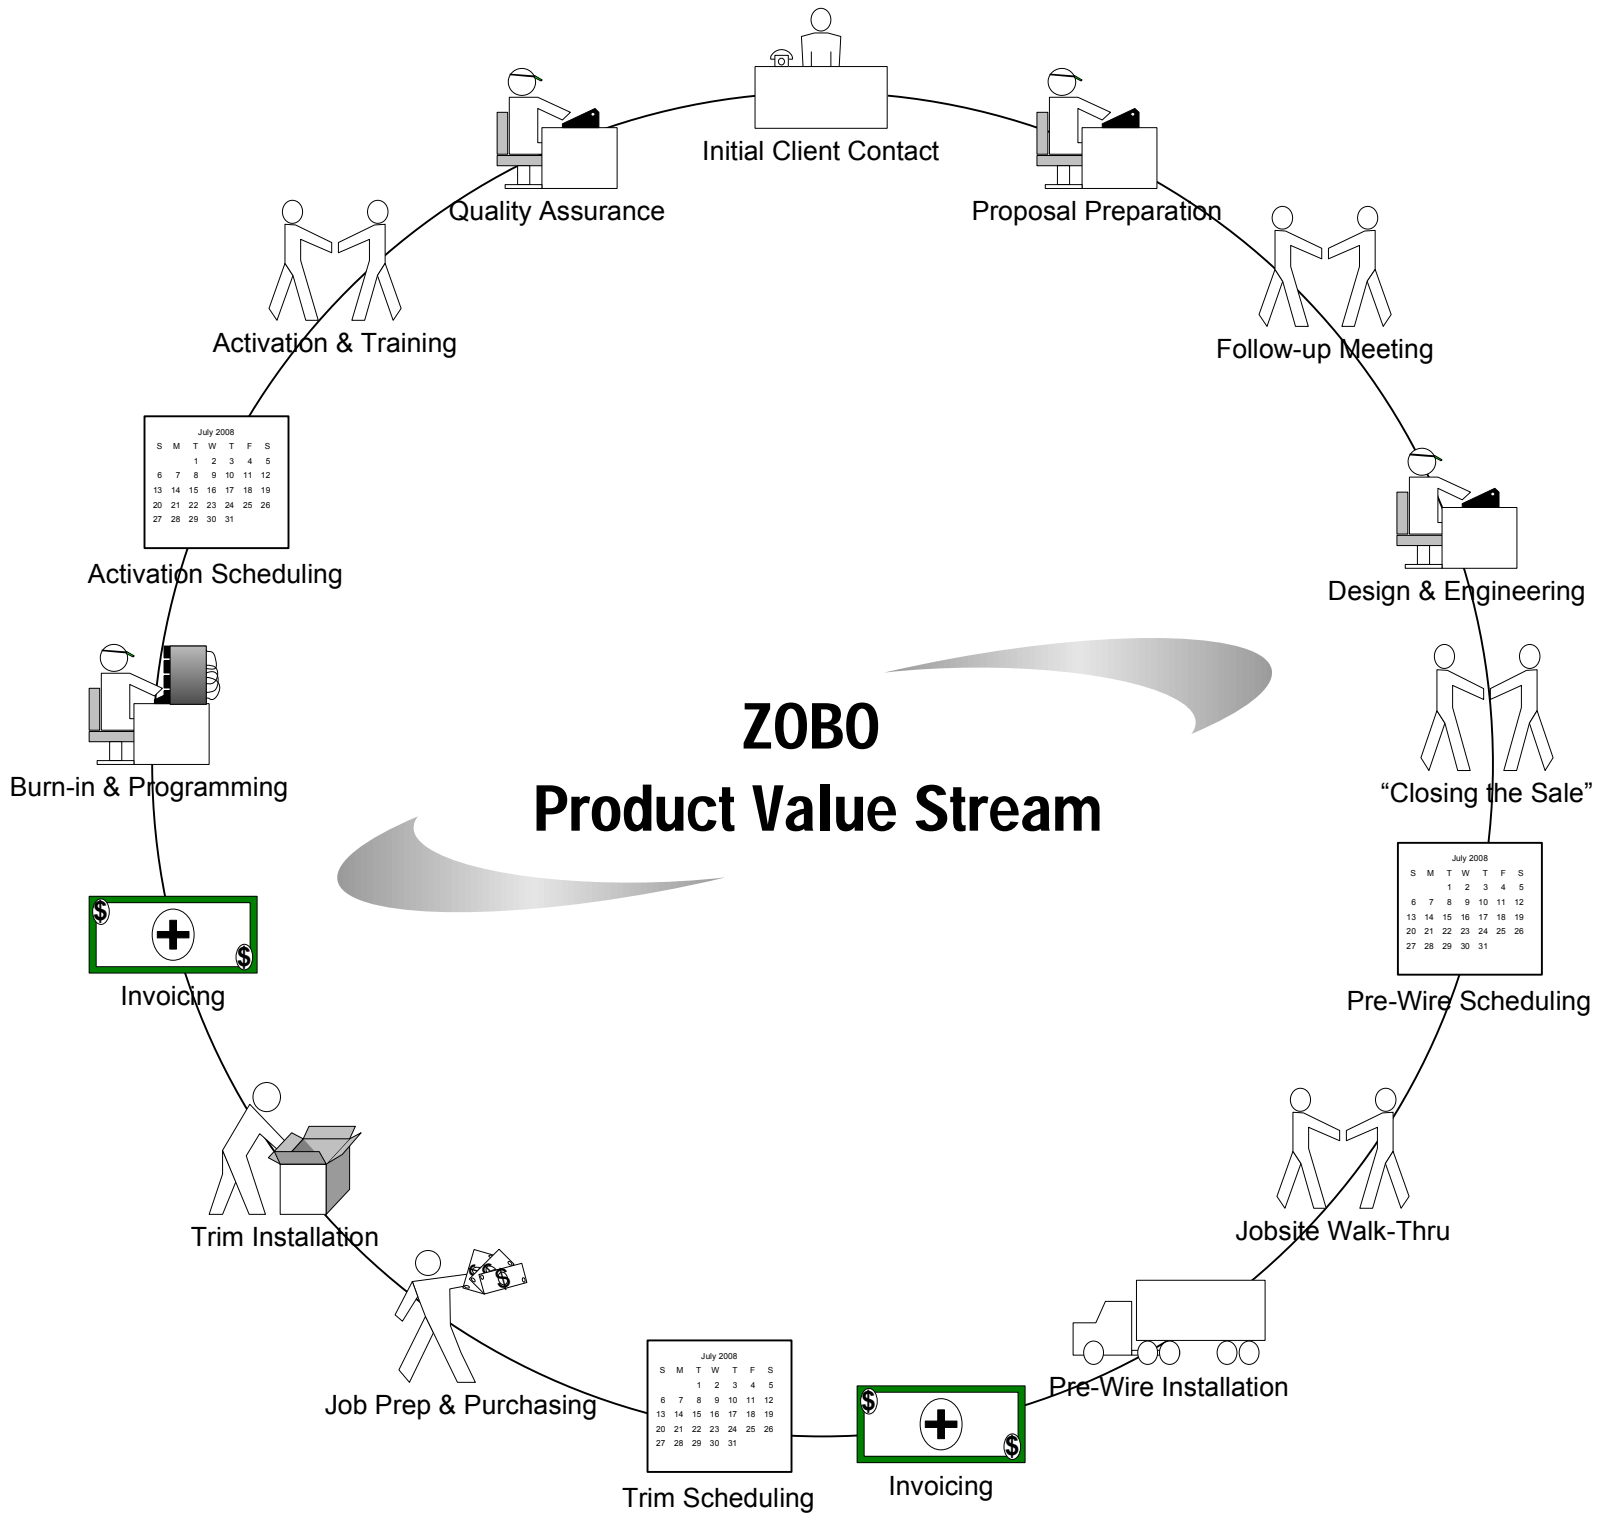 Initial Client Contact
Proposal Preparation
Follow-up Meeting
Design & Engineering
“Closing the Sale”
July 2008
S M T W T F S
1 2 3 4 5
6 7 8 9 10 11 12
13 14 15 16 17 18 19
20 21 22 23 24 25 26
27 28 29 30 31
Pre-Wire Scheduling
Jobsite Walk-Thru
Pre-Wire Installation
$
$
Invoicing
July 2008
S M T W T F S
1 2 3 4 5
6 7 8 9 10 11 12
13 14 15 16 17 18 19
20 21 22 23 24 25 26
27 28 29 30 31
Trim Scheduling
$ $ $
Job Prep & Purchasing
Trim Installation
$
$
Invoicing
Burn-in & Programming
July 2008
S M T W T F S
1 2 3 4 5
6 7 8 9 10 11 12
13 14 15 16 17 18 19
20 21 22 23 24 25 26
27 28 29 30 31
Activation Scheduling
Activation & Training
Quality Assurance
ZOBO
Product Value Stream